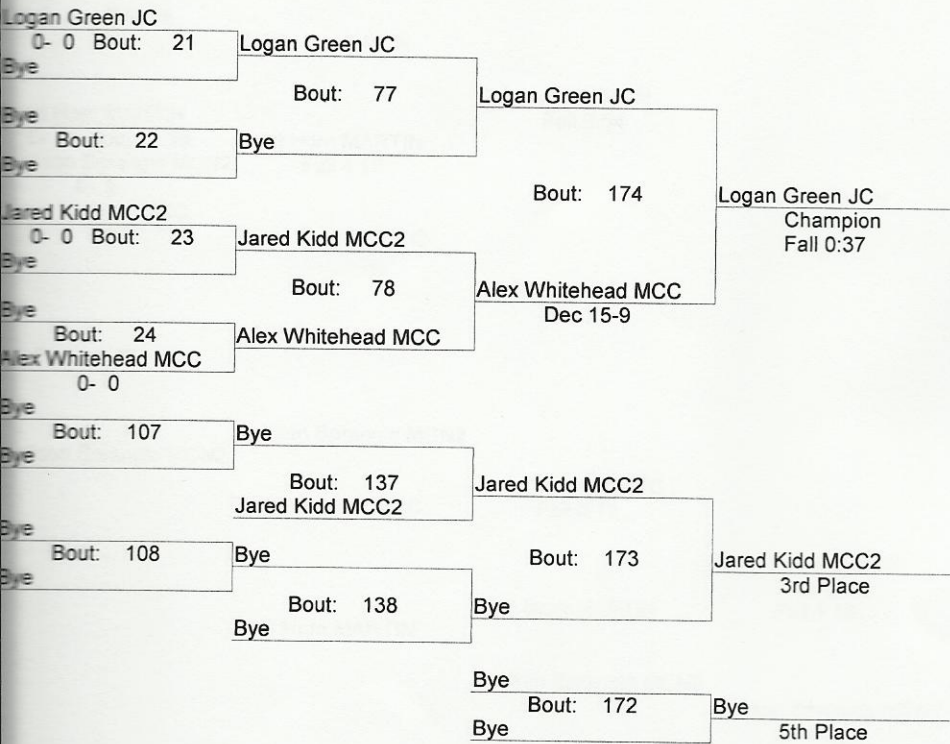 Logan Green JC
0- 0 Bout: 21
Logan Green JC
Bye
Bout: 77
Logan Green JC
Bye
Bout: 22
Bye
Bye
Bout: 174
Logan Green JC
Champion
Fall 0:37
Jared Kidd MCC2
0- 0 Bout: 23
Jared Kidd MCC2
Bye
Bout: 78
Alex Whitehead MCC
Dec 15-9
Bye
Bout: 24
Alex Whitehead MCC
Alex Whitehead MCC
0- 0
Bye
Bout: 107
Bye
Bye
Bout: 137
Jared Kidd MCC2
Jared Kidd MCC2
Bye
Bout: 108
Bye
Bye
Bout: 173
Jared Kidd MCC2
3rd Place
Bout: 138
Bye
Bye
Bye
Bout: 172
Bye
Bye
5th Place